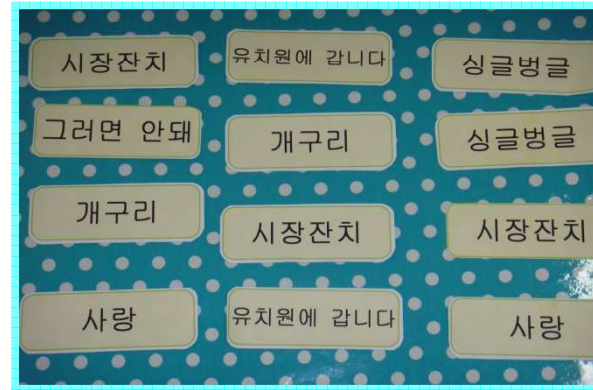 시장잔치
유치원에 갑니다
싱글벙글
그러면 안돼
개구리
싱글벙글
개구리
시장잔치
시장잔치
사랑
유치원에 갑니다
사랑